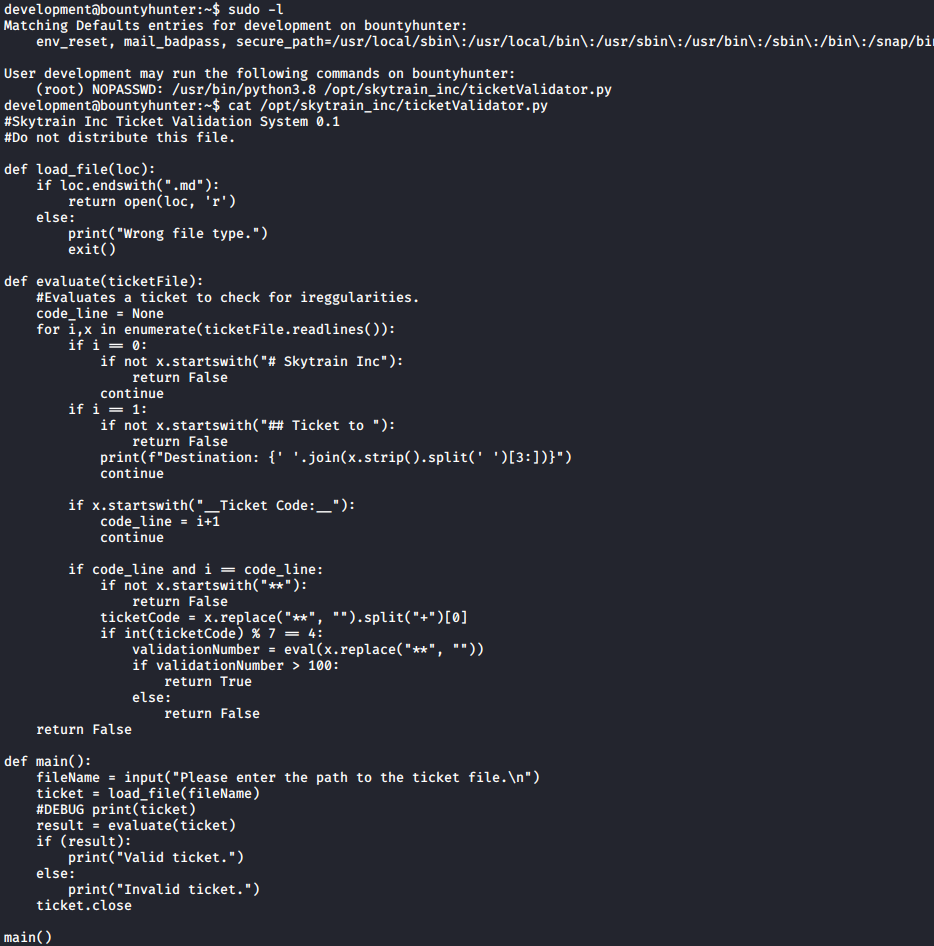 development@bountyhunter:~$ sudo -l
Matching Defaults entries for development on bountyhunter:
    env_reset, mail_badpass, secure_path=/usr/local/sbin\:/usr/local/bin\:/usr/sbin\:/usr/bin\:/sbin\:/bin\:/snap/bi

User development may run the following commands on bountyhunter:
    (root) NOPASSWD: /usr/bin/python3.8 /opt/skytrain_inc/ticketValidator.py
development@bountyhunter:~$ cat /opt/skytrain_inc/ticketValidator.py
#Skytrain Inc Ticket Validation System 0.1
#Do not distribute this file.

def load_file(loc):
    if loc.endswith(".md"):
        return open(loc, 'r')
    else:
        print("Wrong file type.")
        exit()

def evaluate(ticketFile):
    #Evaluates a ticket to check for ireggularities.
    code_line = None
    for i,x in enumerate(ticketFile.readlines()):
        if i == 0:
            if not x.startswith("# Skytrain Inc"):
                return False
            continue
        if i == 1:
            if not x.startswith("## Ticket to "):
                return False
            print(f"Destination: {' '.join(x.strip().split(' ')[3:])}")
            continue

        if x.startswith("__Ticket Code:__"):
            code_line = i+1
            continue

        if code_line and i == code_line:
            if not x.startswith("**"):
                return False
            ticketCode = x.replace("**", "").split("+")[0]
            if int(ticketCode) % 7 == 4:
                validationNumber = eval(x.replace("**", ""))
                if validationNumber > 100:
                    return True
                else:
                    return False
    return False

def main():
    fileName = input("Please enter the path to the ticket file.\n")
    ticket = load_file(fileName)
    #DEBUG print(ticket)
    result = evaluate(ticket)
    if (result):
        print("Valid ticket.")
    else:
        print("Invalid ticket.")
    ticket.close

main()